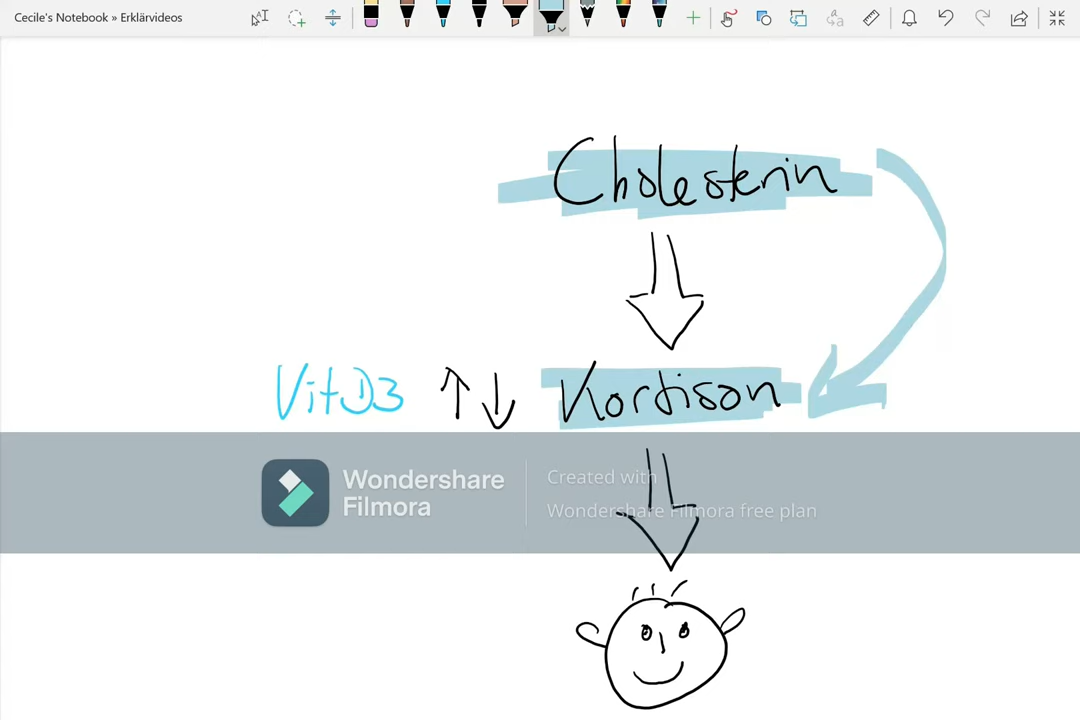 Cecile's Notebook » Erklärvideos
Cholesterin
VitD3 ↑↓ Kortison
Wondershare Filmora
Created with
Wondershare Filmora free plan